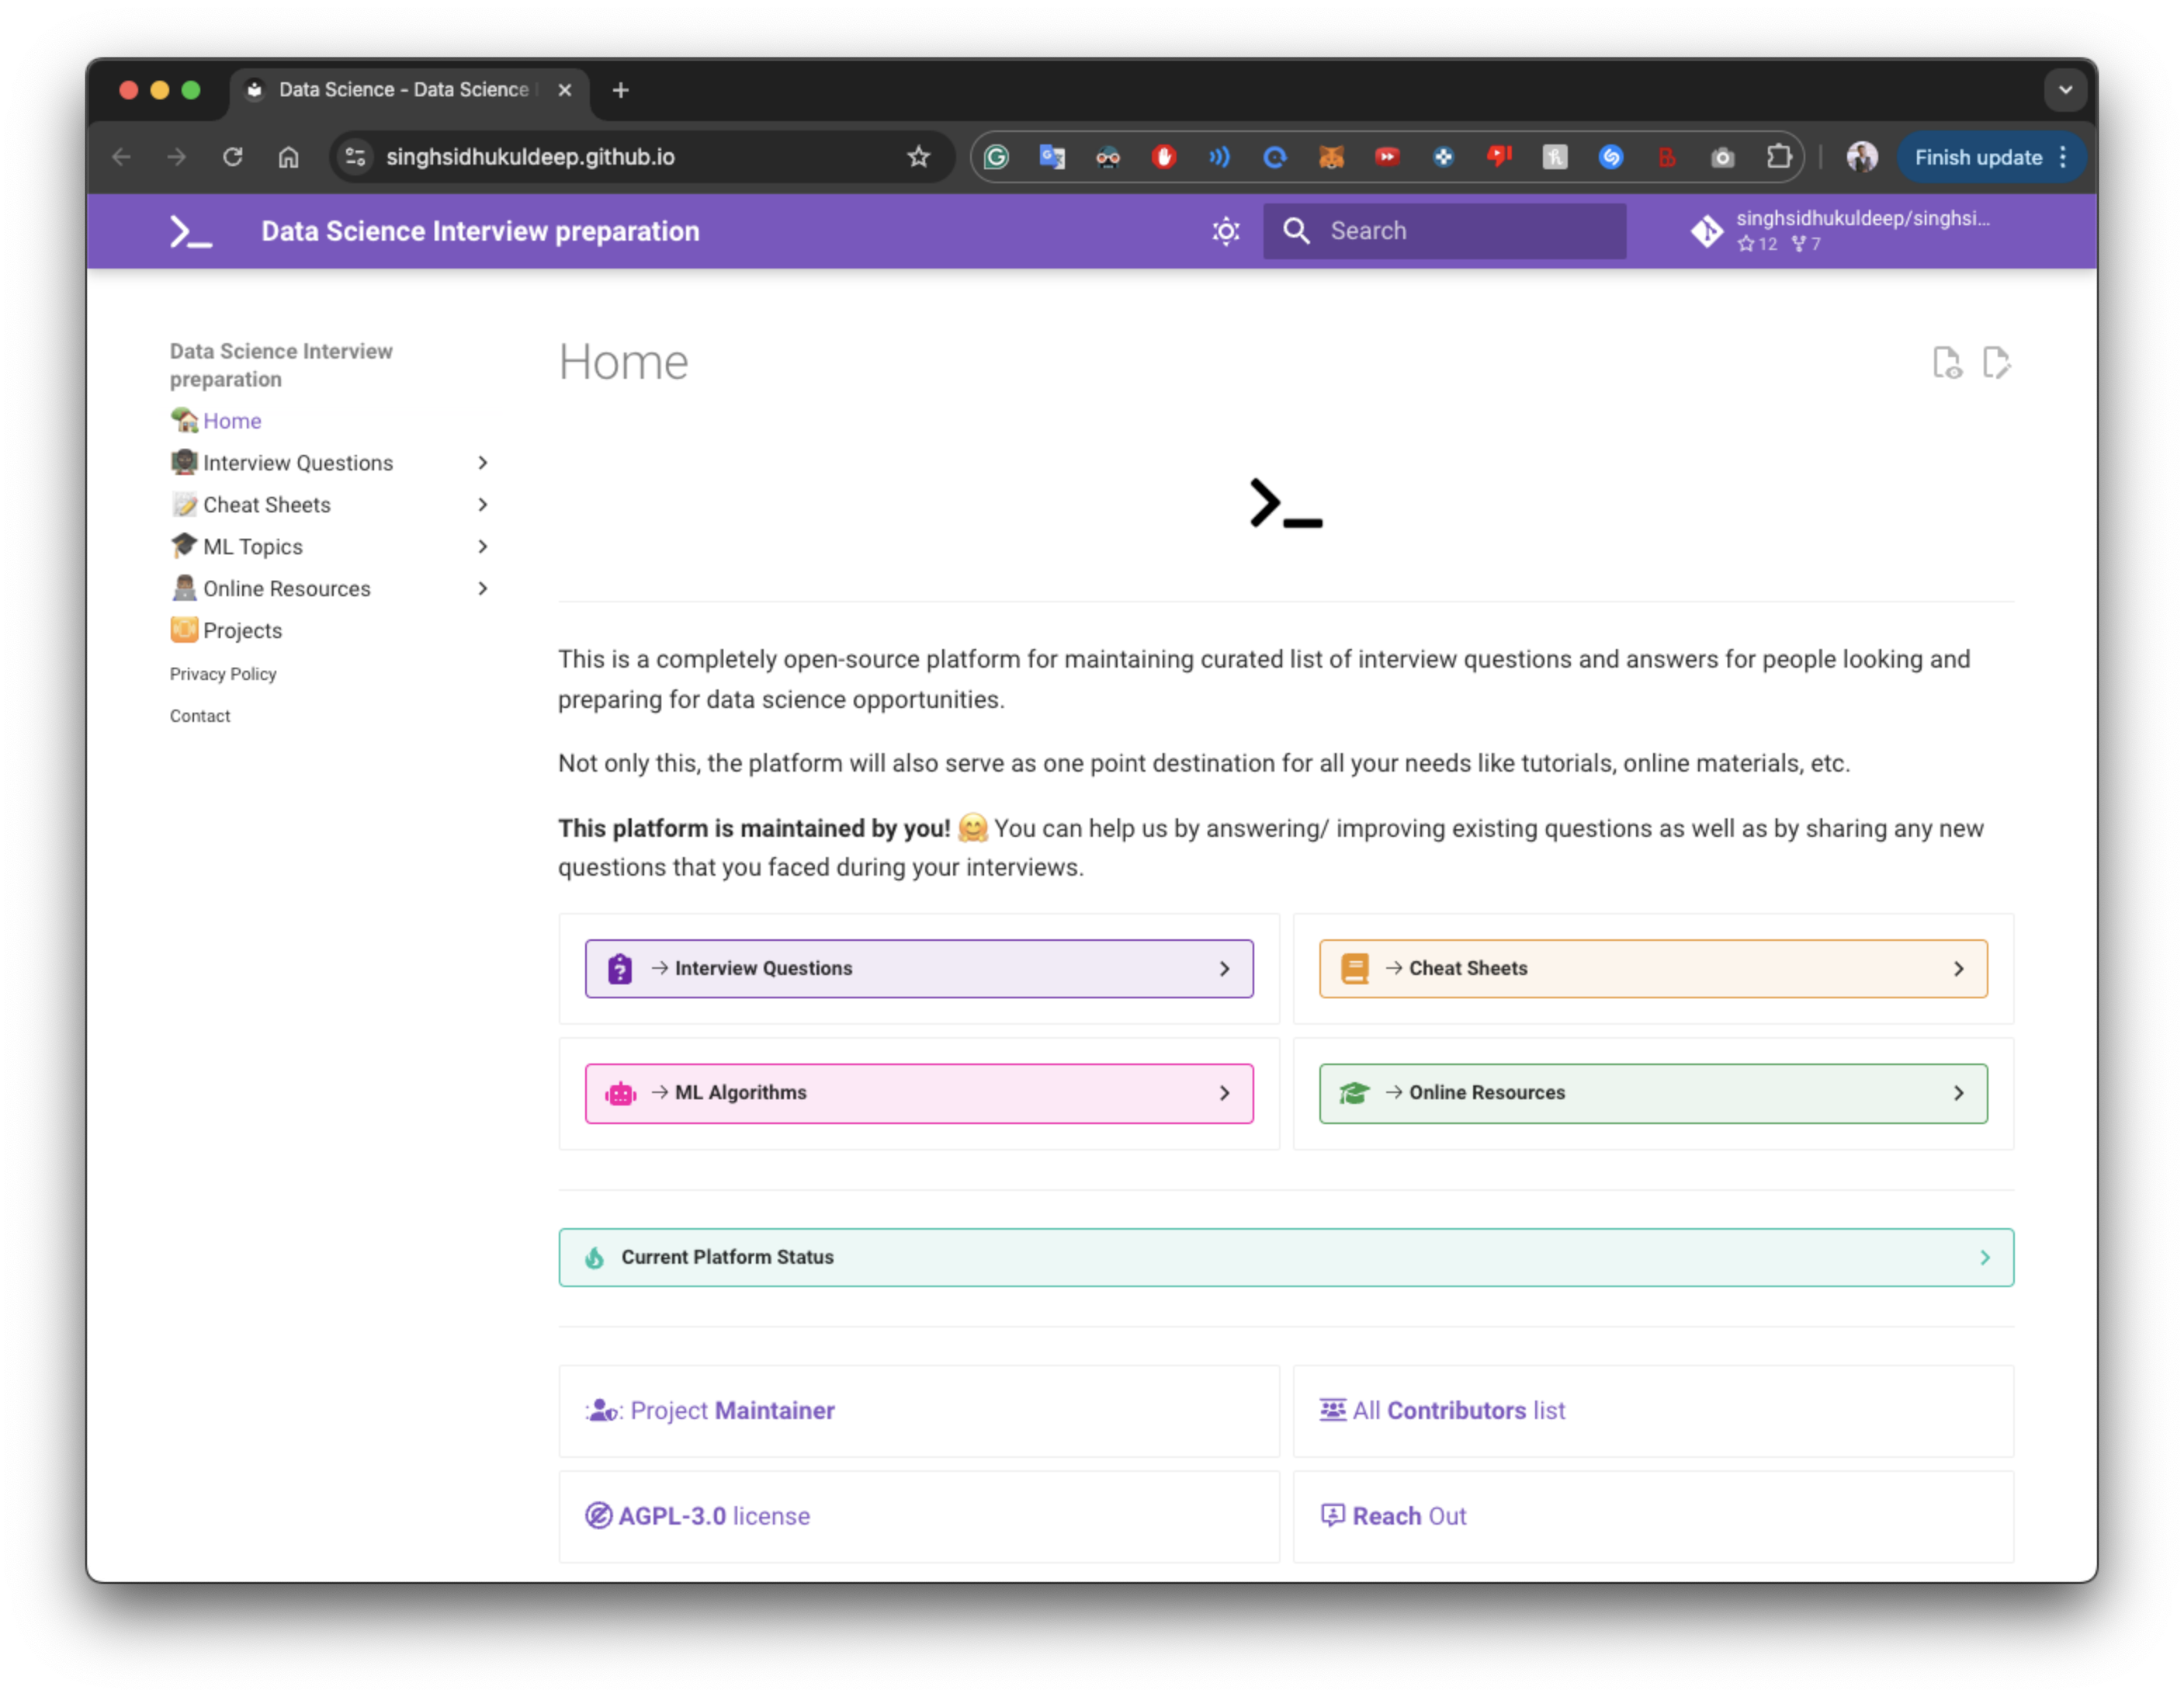 Data Science - Data Science
singhsidhukuldeep.github.io
Finish update
Data Science Interview preparation
Search
singhsidhukuldeep/singhsi...
12 7
Data Science Interview
preparation
Home
Interview Questions
Cheat Sheets
ML Topics
Online Resources
Projects
Privacy Policy
Contact
Home
>_
This is a completely open-source platform for maintaining curated list of interview questions and answers for people looking and
preparing for data science opportunities.
Not only this, the platform will also serve as one point destination for all your needs like tutorials, online materials, etc.
This platform is maintained by you! 🤗 You can help us by answering/ improving existing questions as well as by sharing any new
questions that you faced during your interviews.
→ Interview Questions
→ Cheat Sheets
→ ML Algorithms
→ Online Resources
Current Platform Status
:: Project Maintainer
All Contributors list
AGPL-3.0 license
Reach Out